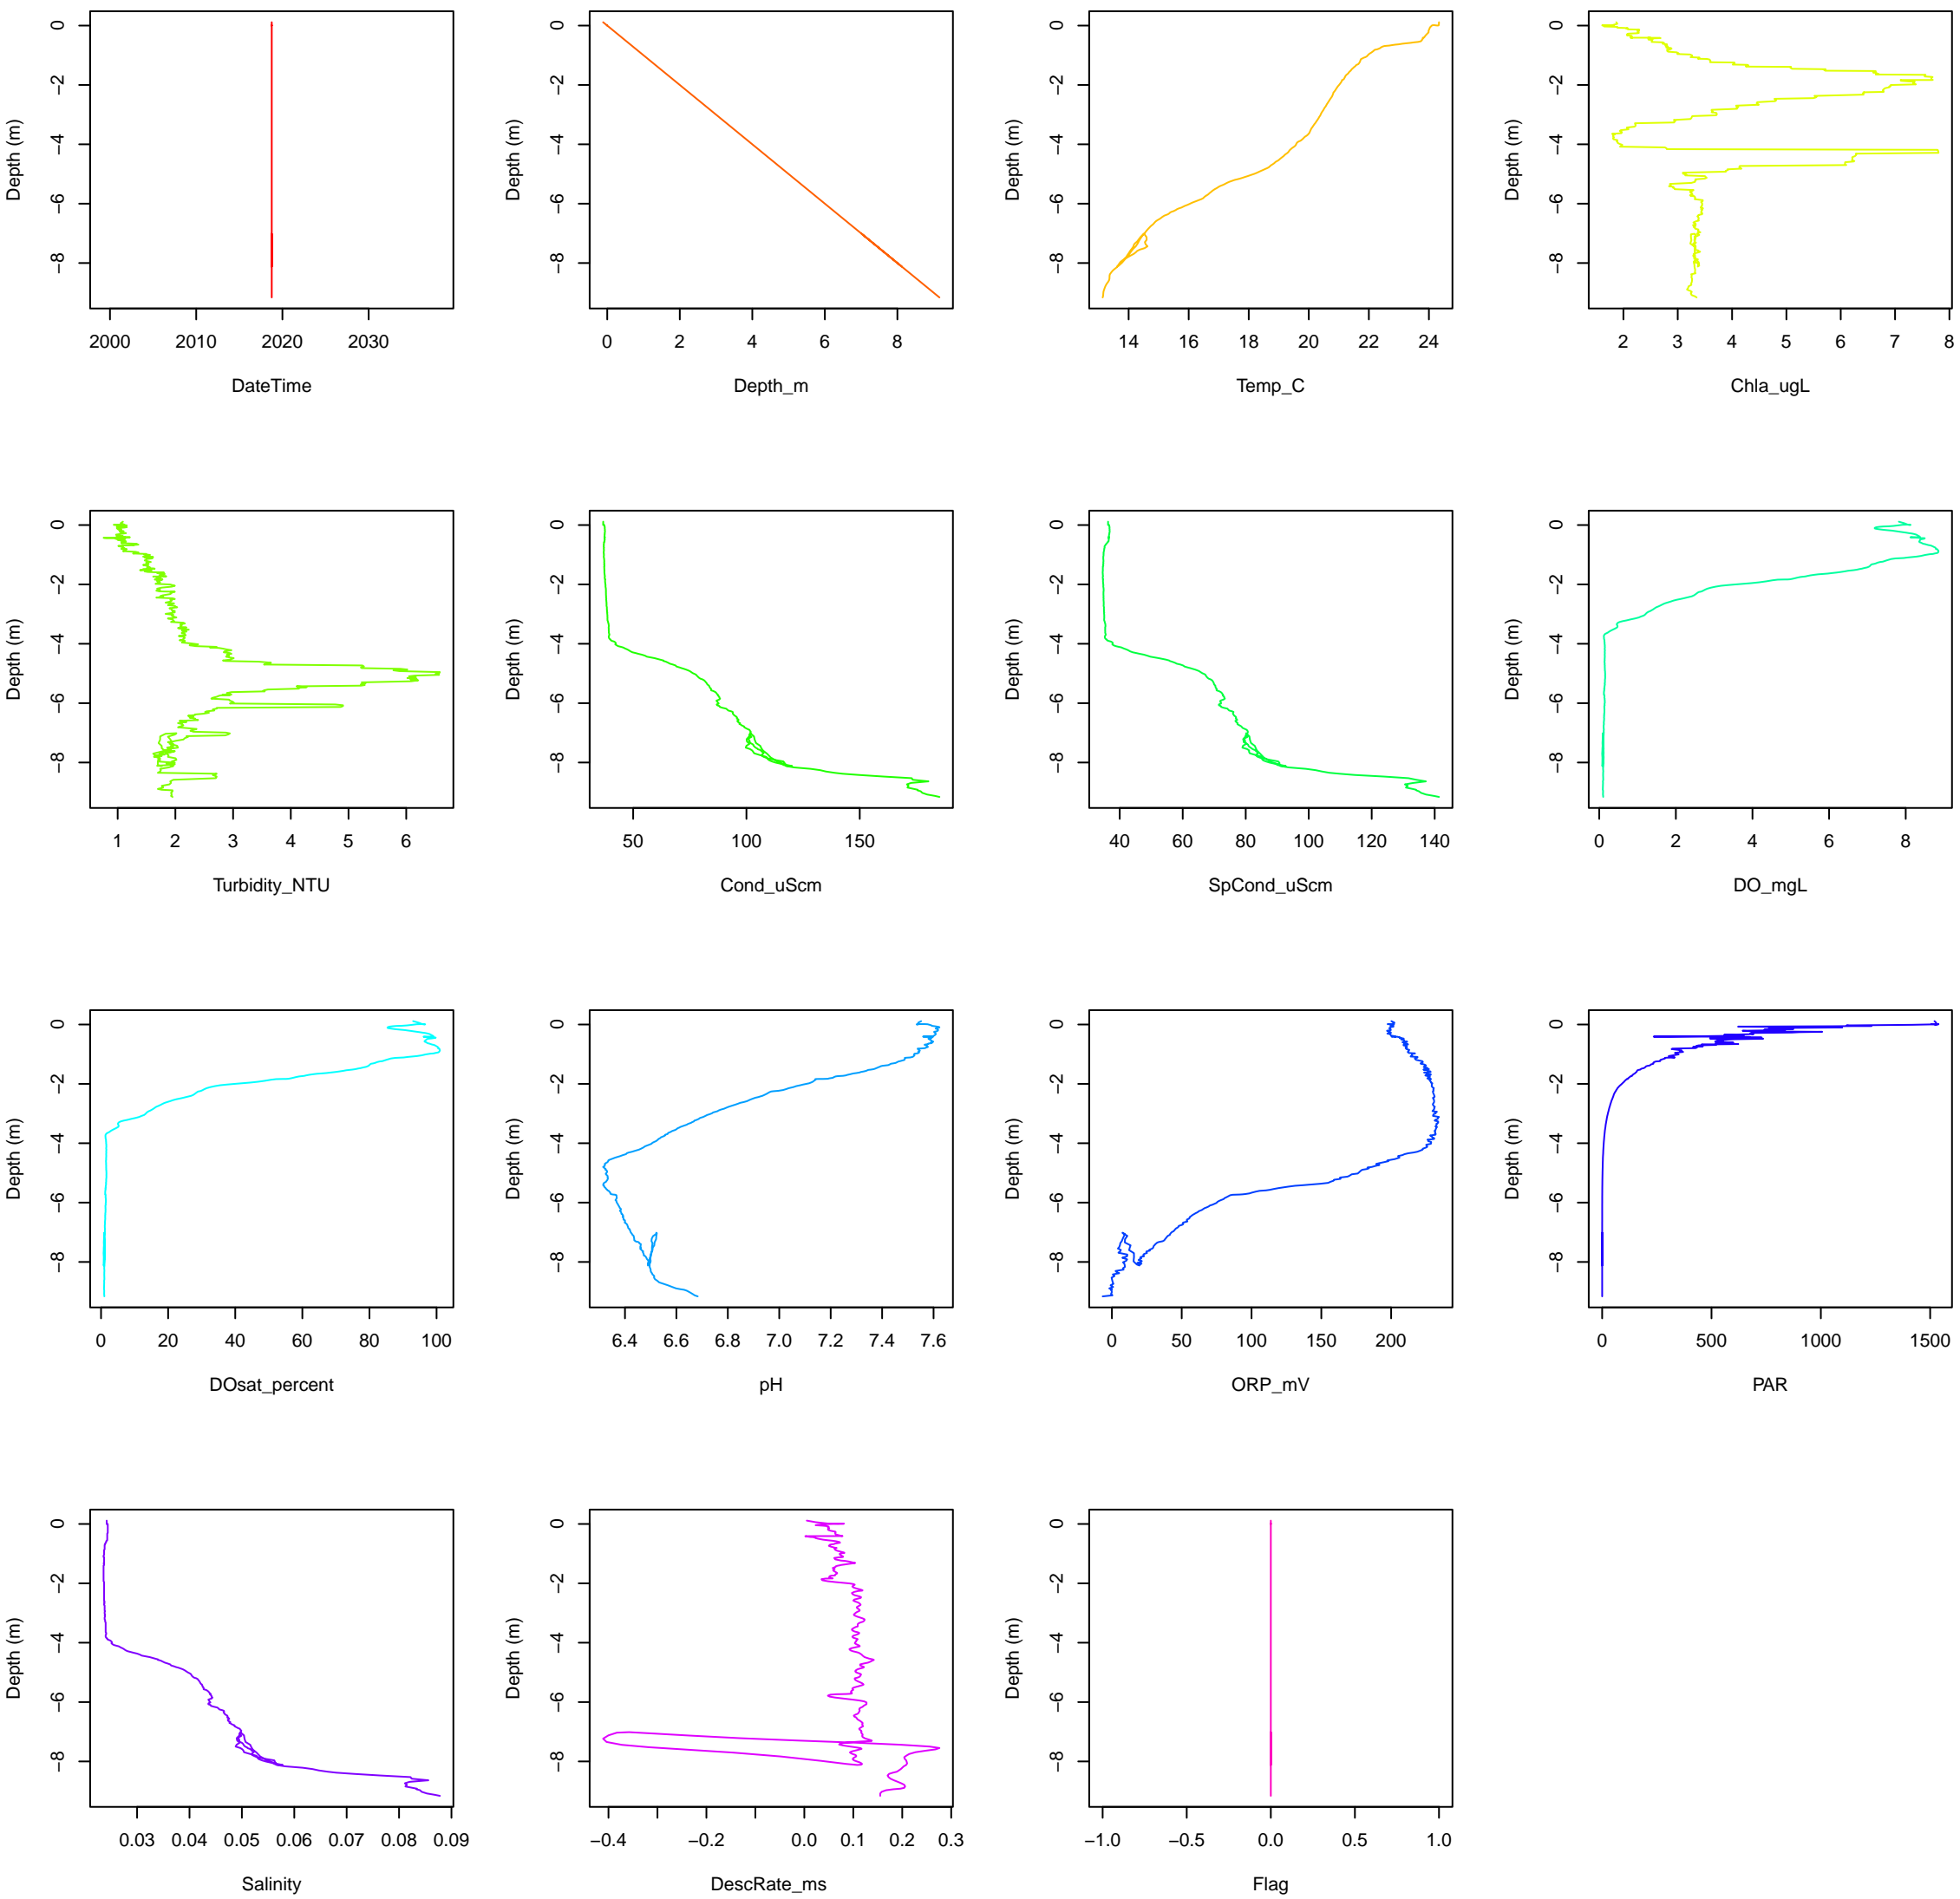 0 −2 −4 −6 −8
Depth (m)
2000 2010 2020 2030
DateTime
0 −2 −4 −6 −8
Depth (m)
0 2 4 6 8
Depth_m
0 −2 −4 −6 −8
Depth (m)
14 16 18 20 22 24
Temp_C
0 −2 −4 −6 −8
Depth (m)
2 3 4 5 6 7 8
Chla_ugL
0 −2 −4 −6 −8
Depth (m)
1 2 3 4 5 6
Turbidity_NTU
0 −2 −4 −6 −8
Depth (m)
50 100 150
Cond_uScm
0 −2 −4 −6 −8
Depth (m)
40 60 80 100 120 140
SpCond_uScm
0 −2 −4 −6 −8
Depth (m)
0 2 4 6 8
DO_mgL
0 −2 −4 −6 −8
Depth (m)
0 20 40 60 80 100
DOsat_percent
0 −2 −4 −6 −8
Depth (m)
6.4 6.6 6.8 7.0 7.2 7.4 7.6
pH
0 −2 −4 −6 −8
Depth (m)
0 50 100 150 200
ORP_mV
0 −2 −4 −6 −8
Depth (m)
0 500 1000 1500
PAR
0 −2 −4 −6 −8
Depth (m)
0.03 0.04 0.05 0.06 0.07 0.08 0.09
Salinity
0 −2 −4 −6 −8
Depth (m)
−0.4 −0.2 0.0 0.1 0.2 0.3
DescRate_ms
0 −2 −4 −6 −8
Depth (m)
−1.0 −0.5 0.0 0.5 1.0
Flag